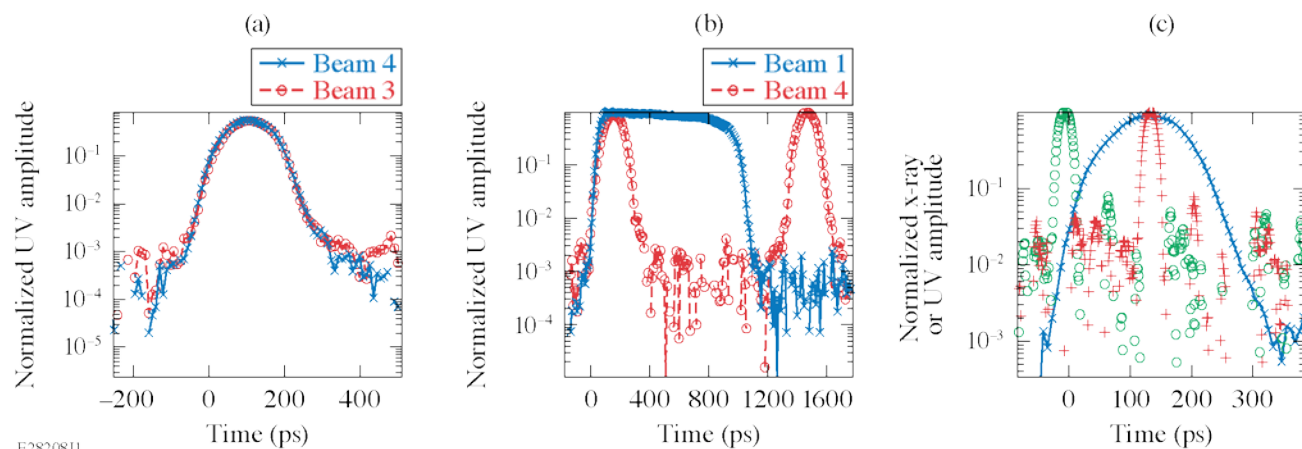 (a)
Beam 4
Beam 3
Normalized UV amplitude
10⁻¹
10⁻²
10⁻³
10⁻⁴
10⁻⁵
−200 0 200 400
Time (ps)
(b)
Beam 1
Beam 4
Normalized UV amplitude
10⁻¹
10⁻²
10⁻³
10⁻⁴
0 400 800 1200 1600
Time (ps)
(c)
Normalized x-ray
or UV amplitude
10⁻¹
10⁻²
10⁻³
0 100 200 300
Time (ps)